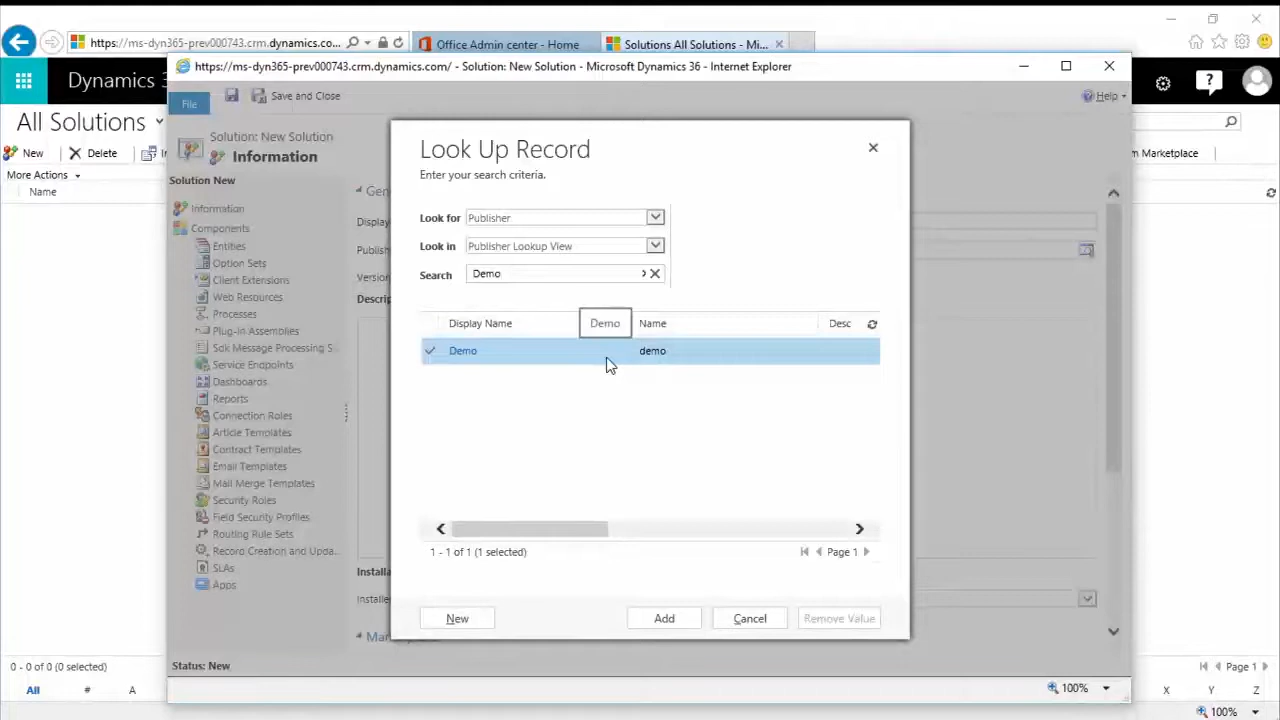 https://ms-dyn365-prev000743.crm.dynamics.co...
Office Admin center - Home
Solutions All Solutions - Mi...
https://ms-dyn365-prev000743.crm.dynamics.com/ - Solution: New Solution - Microsoft Dynamics 36 - Internet Explorer
Dynamics
All Solutions
New
Delete
More Actions
Name
m Marketplace
File
Save and Close
Help
Solution: New Solution
Information
Solution New
Information
Components
Entities
Option Sets
Client Extensions
Web Resources
Processes
Plug-in Assemblies
Sdk Message Processing S...
Service Endpoints
Dashboards
Reports
Connection Roles
Article Templates
Contract Templates
Email Templates
Mail Merge Templates
Security Roles
Field Security Profiles
Routing Rule Sets
Record Creation and Upda...
SLAs
Apps
Look Up Record
Enter your search criteria.
Look for Publisher
Look in Publisher Lookup View
Search Demo
Display Name Demo Name Desc
Demo demo
1 - 1 of 1 (1 selected) Page 1
New Add Cancel Remove Value
Status: New
100%
0 - 0 of 0 (0 selected) Page 1
All # A X Y Z
100%